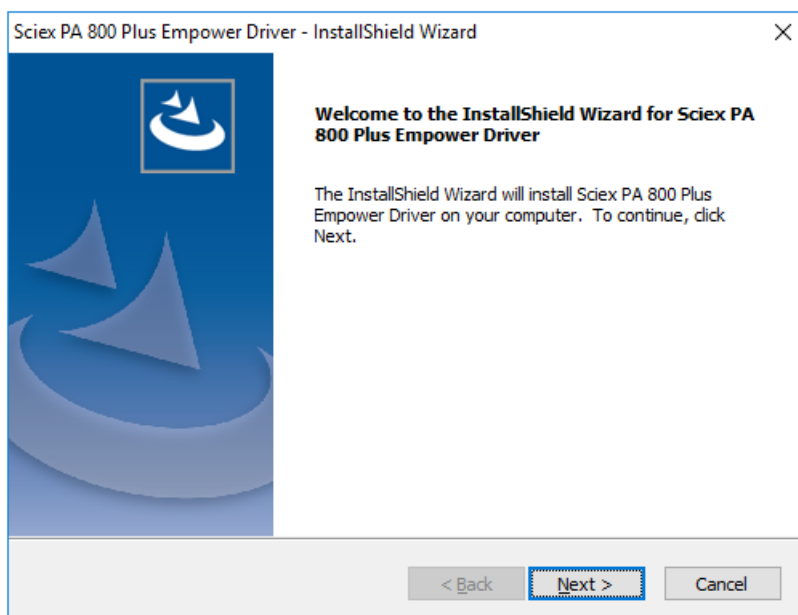 Sciex PA 800 Plus Empower Driver - InstallShield Wizard
Welcome to the InstallShield Wizard for Sciex PA
800 Plus Empower Driver
The InstallShield Wizard will install Sciex PA 800 Plus
Empower Driver on your computer. To continue, click
Next.
< Back
Next >
Cancel